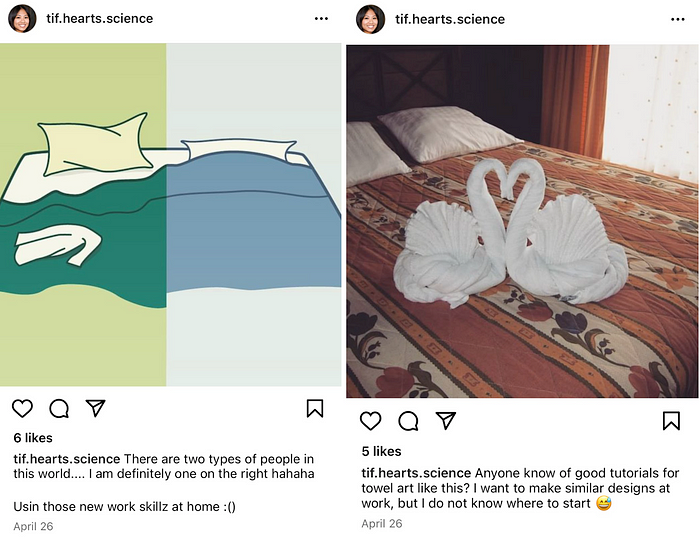 tif.hearts.science
6 likes
tif.hearts.science There are two types of people in
this world.... I am definitely one on the right hahaha
Usin those new work skillz at home :()
April 26
tif.hearts.science
5 likes
tif.hearts.science Anyone know of good tutorials for
towel art like this? I want to make similar designs at
work, but I do not know where to start 😅
April 26